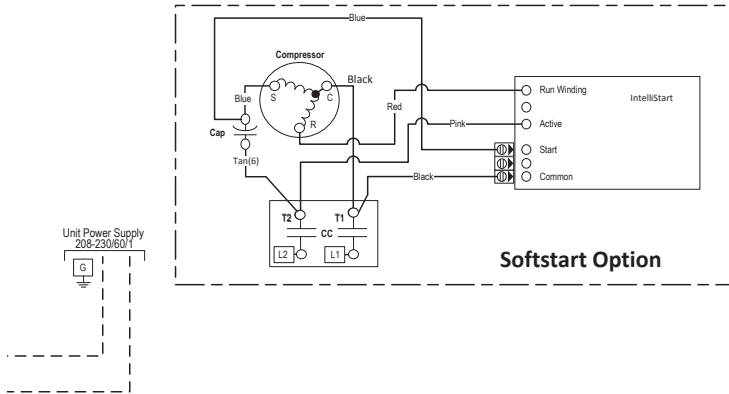 Blue
Compressor
Black
S
C
R
Blue
Cap
Tan(6)
Red
Pink
Black
Run Winding
IntelliStart
Active
Start
Common
T2
T1
CC
L2
L1
Softstart Option
Unit Power Supply
208-230/60/1
G